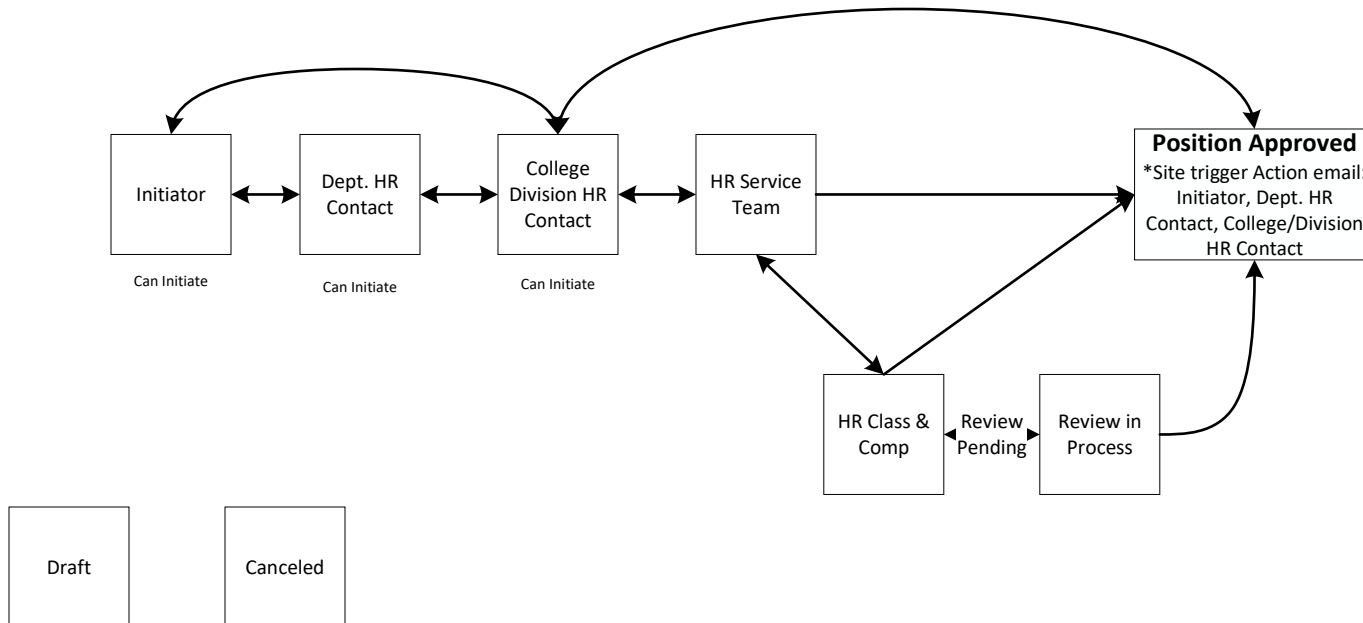 Initiator
Dept. HR
Contact
College
Division HR
Contact
HR Service
Team
Position Approved
*Site trigger Action email:
Initiator, Dept. HR
Contact, College/Division
HR Contact
Can Initiate
Can Initiate
Can Initiate
HR Class &
Comp
Review
Pending
Review in
Process
Draft
Canceled